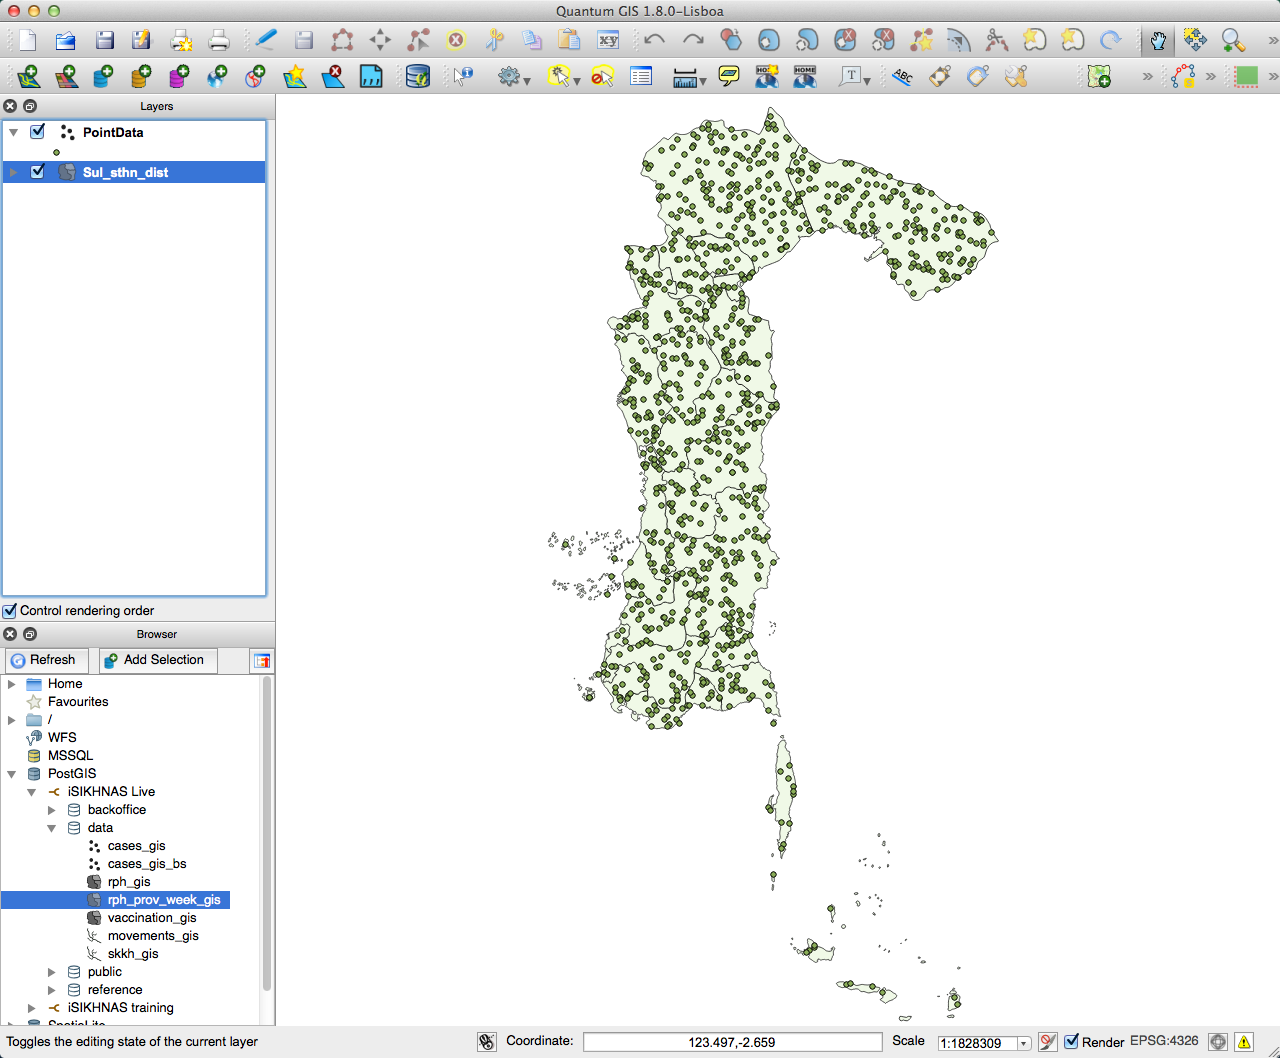 Quantum GIS 1.8.0-Lisboa
Layers
PointData
Sul_sthn_dist
Control rendering order
Browser
Refresh
Add Selection
Home
Favourites
/
WFS
MSSQL
PostGIS
iSIKHNAS Live
backoffice
data
cases_gis
cases_gis_bs
rph_gis
rph_prov_week_gis
vaccination_gis
movements_gis
skkh_gis
public
reference
iSIKHNAS training
SpatiaLite
Toggles the editing state of the current layer
Coordinate:
123.497,-2.659
Scale
1:1828309
Render
EPSG:4326